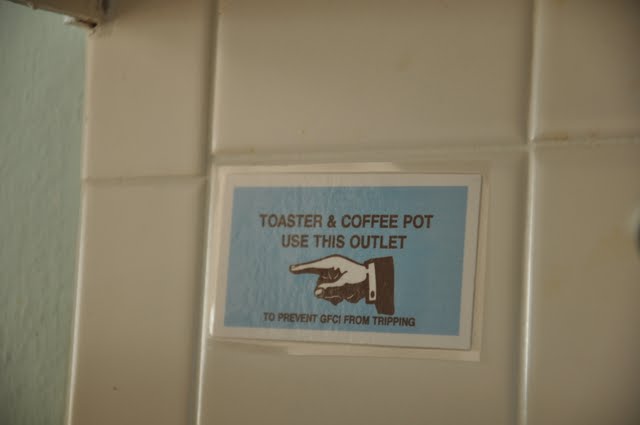 TOASTER & COFFEE POT
USE THIS OUTLET
TO PREVENT GFCI FROM TRIPPING